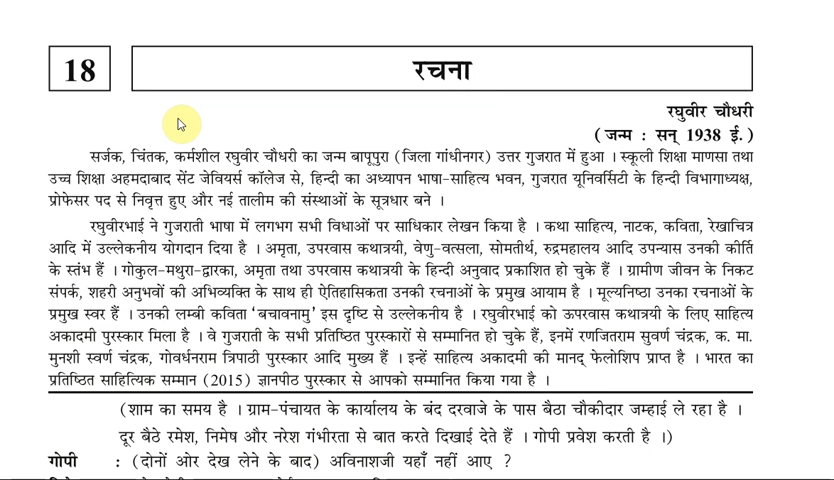 18
रचना
रघुवीर चौधरी
( जन्म : सन् 1938 ई. )
सर्जक, चिंतक, कर्मशील रघुवीर चौधरी का जन्म बापूपुरा ( जिला गांधीनगर ) उत्तर गुजरात में हुआ । स्कूली शिक्षा माणसा तथा
उच्च शिक्षा अहमदाबाद सेंट जेवियर्स कॉलेज से, हिन्दी का अध्यापन भाषा-साहित्य भवन, गुजरात यूनिवर्सिटी के हिन्दी विभागाध्यक्ष,
प्रोफेसर पद से निवृत्त हुए और नई तालीम की संस्थाओं के सूत्रधार बने ।
रघुवीरभाई ने गुजराती भाषा में लगभग सभी विधाओं पर साधिकार लेखन किया है । कथा साहित्य, नाटक, कविता, रेखाचित्र
आदि में उल्लेकनीय योगदान दिया है । अमृता, उपरवास कथात्रयी, वेणु-वत्सला, सोमतीर्थ, रुद्रमहालय आदि उपन्यास उनकी कीर्ति
के स्तंभ हैं । गोकुल-मथुरा-द्वारका, अमृता तथा उपरवास कथात्रयी के हिन्दी अनुवाद प्रकाशित हो चुके हैं । ग्रामीण जीवन के निकट
संपर्क, शहरी अनुभवों की अभिव्यक्ति के साथ ही ऐतिहासिकता उनकी रचनाओं के प्रमुख आयाम है । मूल्यनिष्ठा उनका रचनाओं के
प्रमुख स्वर हैं । उनकी लम्बी कविता 'बचावनामु' इस दृष्टि से उल्लेकनीय है । रघुवीरभाई को ऊपरवास कथात्रयी के लिए साहित्य
अकादमी पुरस्कार मिला है । वे गुजराती के सभी प्रतिष्ठित पुरस्कारों से सम्मानित हो चुके हैं, इनमें रणजितराम सुवर्ण चंद्रक, क. मा.
मुनशी स्वर्ण चंद्रक, गोवर्धनराम त्रिपाठी पुरस्कार आदि मुख्य हैं । इन्हें साहित्य अकादमी की मानद् फेलोशिप प्राप्त है । भारत का
प्रतिष्ठित साहित्यिक सम्मान (2015) ज्ञानपीठ पुरस्कार से आपको सम्मानित किया गया है ।
(शाम का समय है । ग्राम-पंचायत के कार्यालय के बंद दरवाजे के पास बैठा चौकीदार जम्हाई ले रहा है ।
दूर बैठे रमेश, निमेष और नरेश गंभीरता से बात करते दिखाई देते हैं । गोपी प्रवेश करती है ।)
गोपी : (दोनों ओर देख लेने के बाद) अविनाशजी यहाँ नहीं आए ?